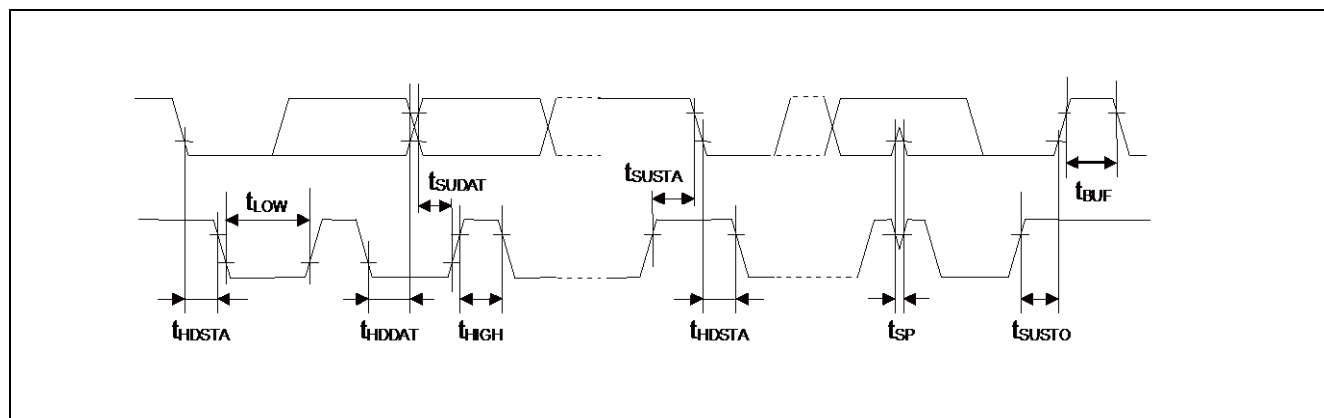 tSUDAT
tSUSTA
tLOW
tBUF
tHDSTA
tHDDAT
tHIGH
tHDSTA
tSP
tSUSTO